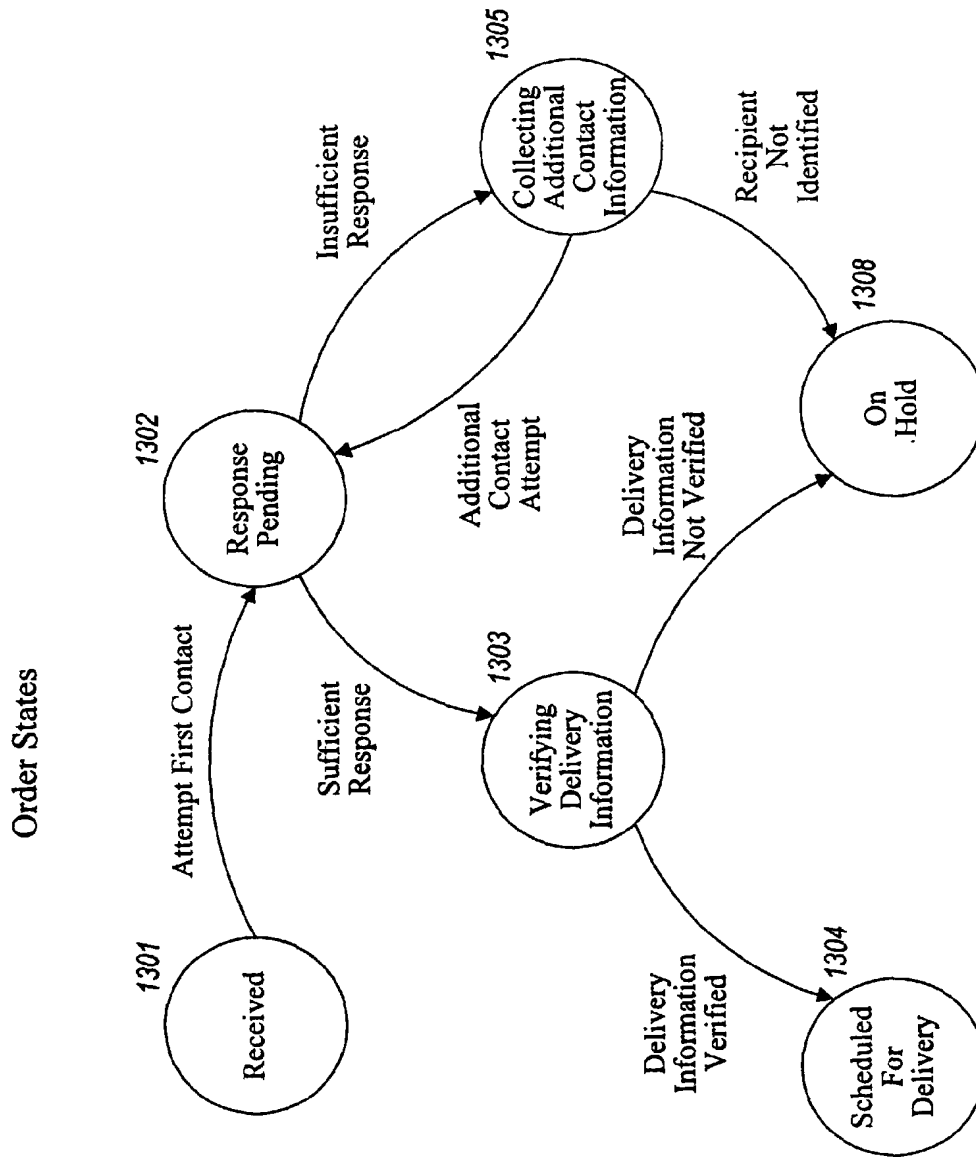 Order States
1301
Received
Attempt First Contact
1302
Response
Pending
Insufficient
Response
1305
Collecting
Additional
Contact
Information
Sufficient
Response
Additional
Contact
Attempt
1303
Verifying
Delivery
Information
Recipient
Not
Identified
Delivery
Information
Verified
Delivery
Information
Not Verified
1304
Scheduled
For
Delivery
1308
On
.Hold